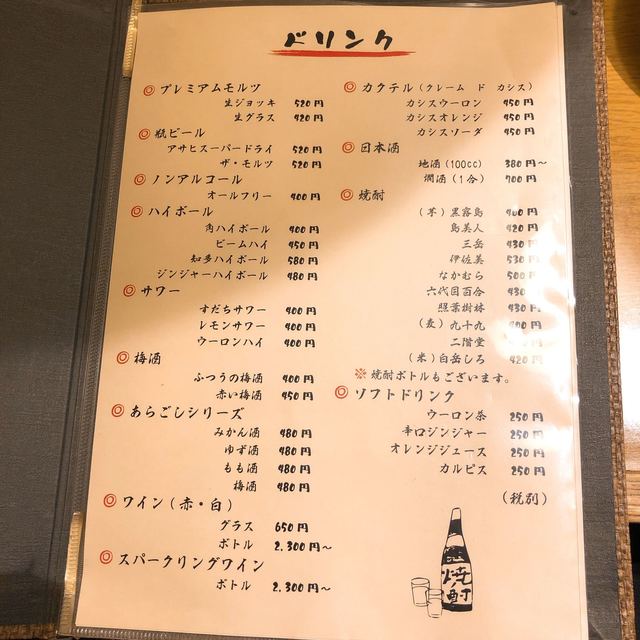 ドリンク
◎ プレミアムモルツ
生ジョッキ 520円
生グラス 420円
◎ 瓶ビール
アサヒスーパードライ 520円
ザ・モルツ 520円
◎ ノンアルコール
オールフリー 400円
◎ ハイボール
角ハイボール 400円
ビームハイ 450円
知多ハイボール 580円
ジンジャーハイボール 480円
◎ サワー
すだちサワー 400円
レモンサワー 400円
ウーロンハイ 400円
◎ 梅酒
ふつうの梅酒 400円
赤い梅酒 450円
◎ あらごしシリーズ
みかん酒 480円
ゆず酒 480円
もも酒 480円
梅酒 480円
◎ ワイン(赤・白)
グラス 650円
ボトル 2,300円~
◎ スパークリングワイン
ボトル 2,300円~
◎ カクテル(クレーム ド カシス)
カシスウーロン 450円
カシスオレンジ 450円
カシスソーダ 450円
◎ 日本酒
地酒(100cc) 380円~
燗酒(1合) 700円
◎ 焼酎
(芋)黒霧島 400円
島美人 420円
三岳 430円
伊佐美 530円
なかむら 500円
六代目百合 430円
照葉樹林 430円
(麦)九十九 400円
二階堂 円
(米)白岳しろ 420円
※ 焼酎ボトルもございます。
◎ ソフトドリンク
ウーロン茶 250円
辛口ジンジャー 250円
オレンジジュース 250円
カルピス 250円
(税別)
焼酎